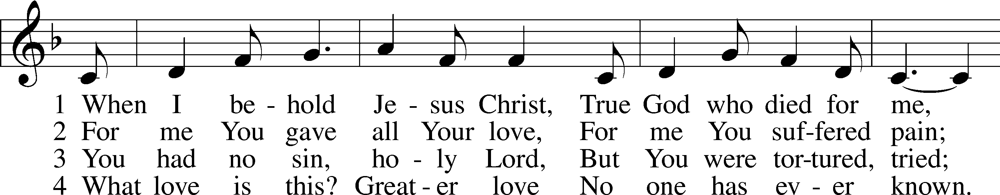 1 When I be - hold Je - sus Christ, True God who died for me,
2 For me You gave all Your love, For me You suf-fered pain;
3 You had no sin, ho - ly Lord, But You were tor-tured, tried;
4 What love is this? Great - er love No one has ev - er known.